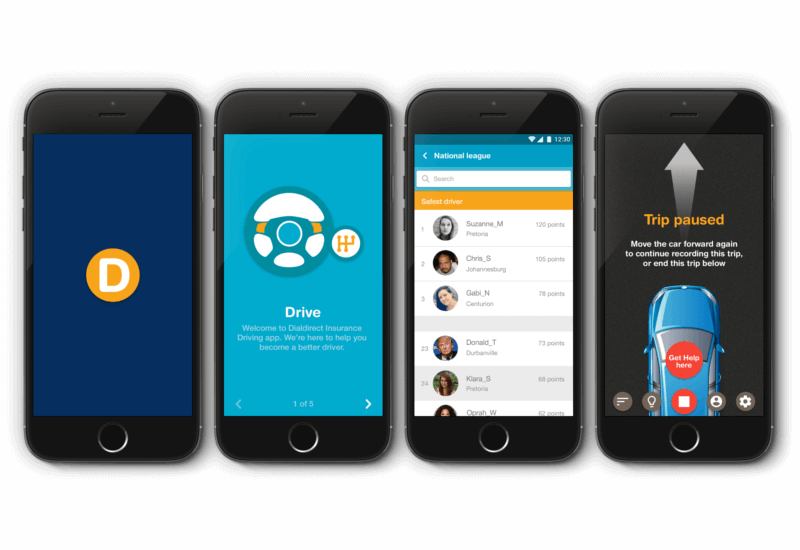 D
Drive
Welcome to Dialdirect Insurance
Driving app. We're here to help you
become a better driver.
1 of 5
12:30
National league
Search
Safest driver
1 Suzanne_M 120 points
Pretoria
2 Chris_S 105 points
Johannesburg
3 Gabi_N 78 points
Centurion
23 Donald_T 73 points
Durbanville
24 Klara_S 68 points
Pretoria
Oprah_W 62 points
Trip paused
Move the car forward again
to continue recording this trip,
or end this trip below
Get Help
here